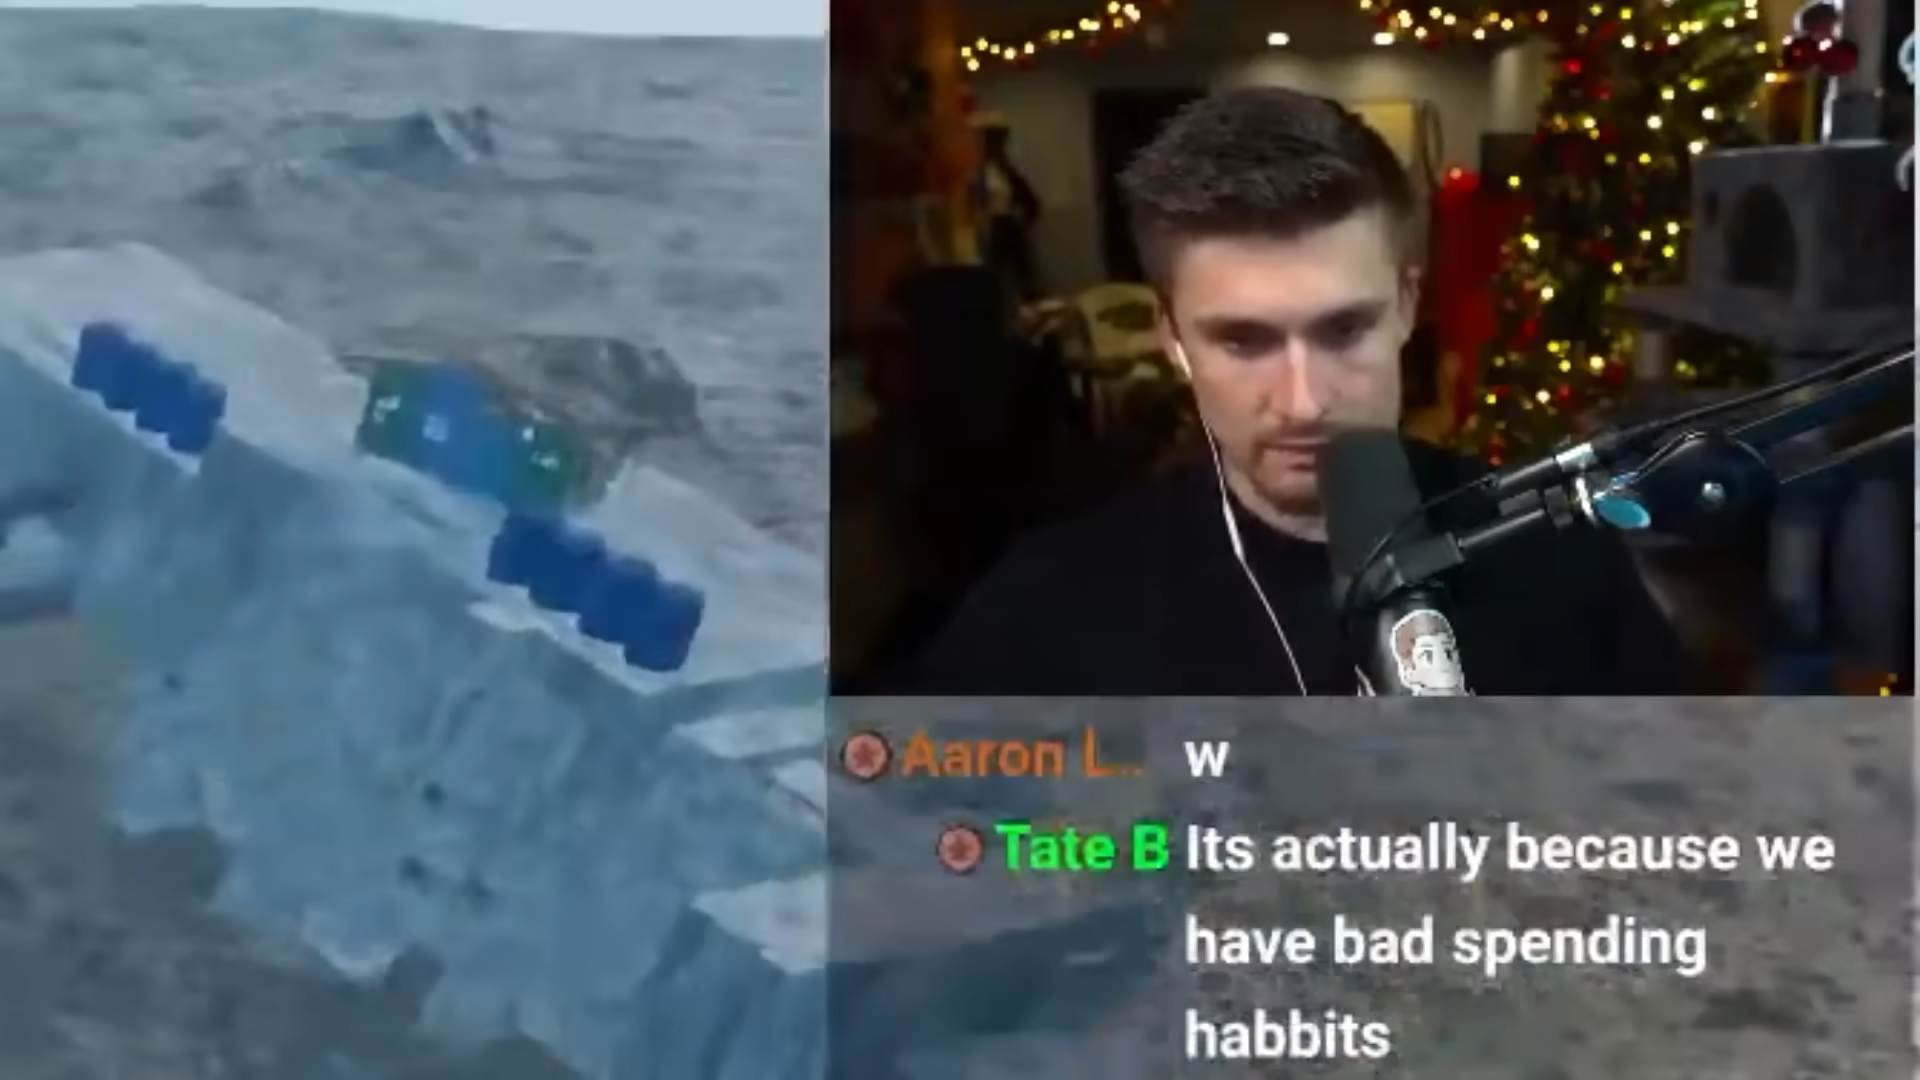 Aaron L.. w
Tate B Its actually because we
have bad spending
habbits